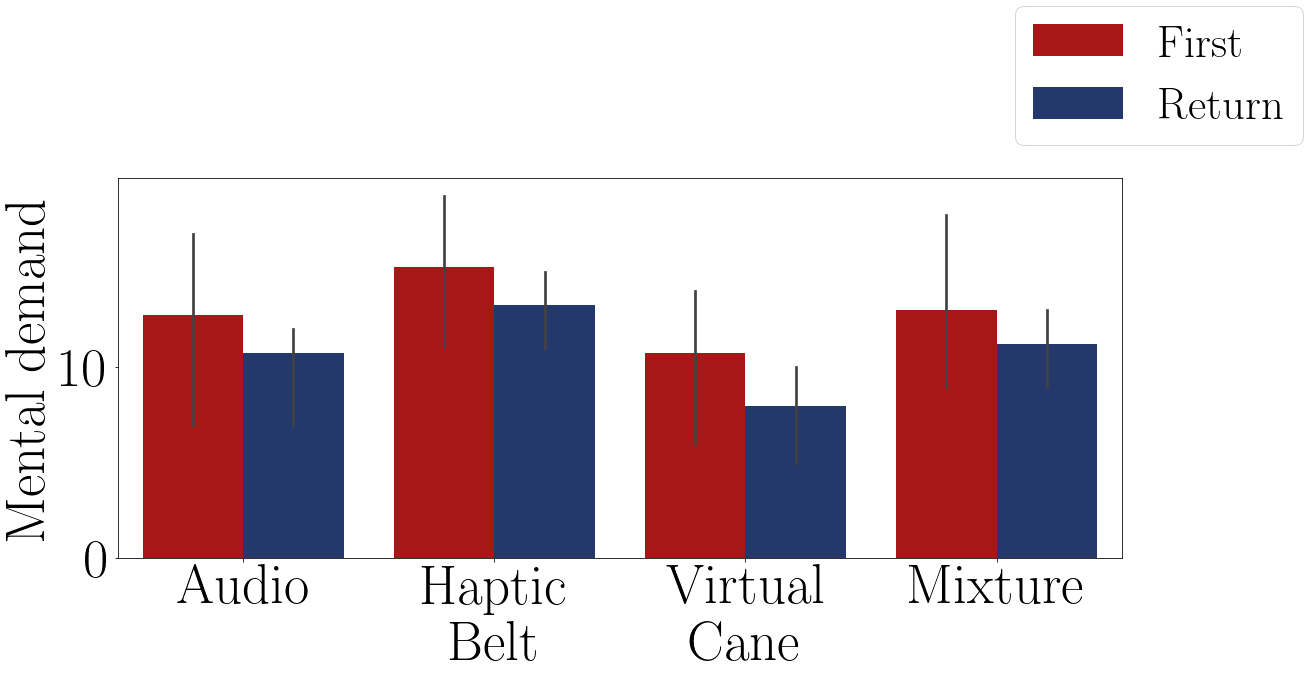 First
Return
Mental demand
10
0
Audio
Haptic
Belt
Virtual
Cane
Mixture